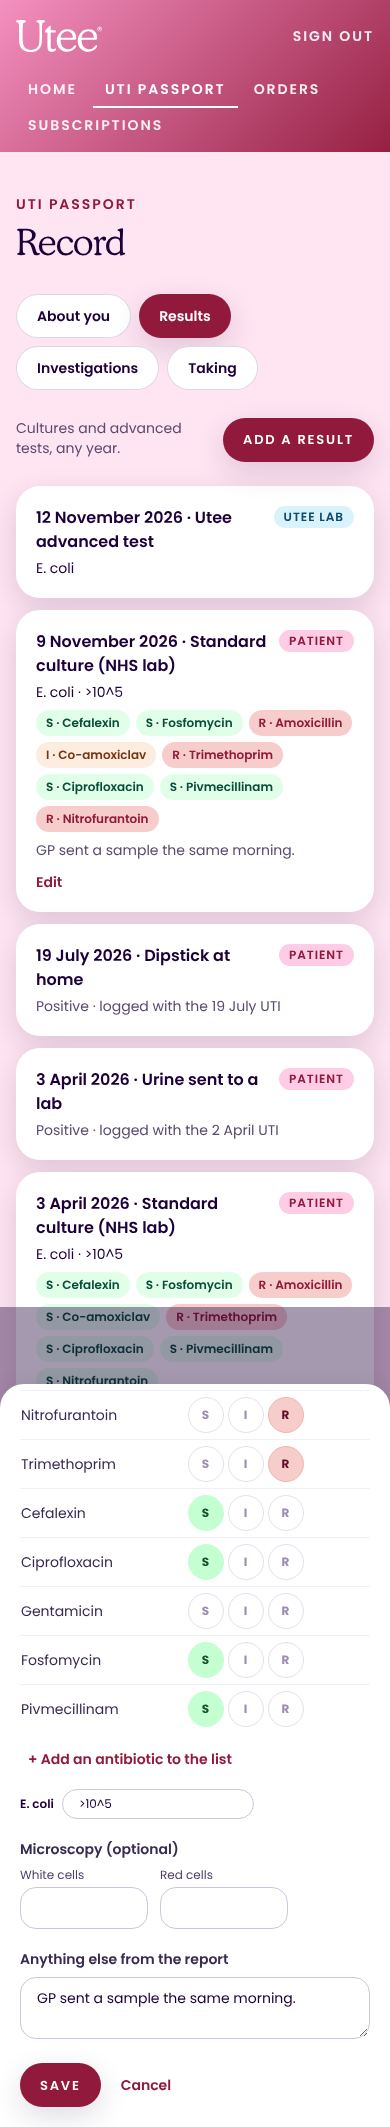 Utee®
SIGN OUT
HOME
UTI PASSPORT
ORDERS
SUBSCRIPTIONS
UTI PASSPORT
Record
About you
Results
Investigations
Taking
Cultures and advanced
tests, any year.
ADD A RESULT
12 November 2026 · Utee
advanced test
UTEE LAB
E. coli
9 November 2026 · Standard
culture (NHS lab)
PATIENT
E. coli · >10^5
S · Cefalexin
S · Fosfomycin
R · Amoxicillin
I · Co-amoxiclav
R · Trimethoprim
S · Ciprofloxacin
S · Pivmecillinam
R · Nitrofurantoin
GP sent a sample the same morning.
Edit
19 July 2026 · Dipstick at
home
PATIENT
Positive · logged with the 19 July UTI
3 April 2026 · Urine sent to a
lab
PATIENT
Positive · logged with the 2 April UTI
3 April 2026 · Standard
culture (NHS lab)
PATIENT
E. coli · >10^5
S · Cefalexin
S · Fosfomycin
R · Amoxicillin
S · Co-amoxiclav
R · Trimethoprim
S · Ciprofloxacin
S · Pivmecillinam
S · Nitrofurantoin
Nitrofurantoin S I R
Trimethoprim S I R
Cefalexin S I R
Ciprofloxacin S I R
Gentamicin S I R
Fosfomycin S I R
Pivmecillinam S I R
+ Add an antibiotic to the list
E. coli >10^5
Microscopy (optional)
White cells
Red cells
Anything else from the report
GP sent a sample the same morning.
SAVE
Cancel